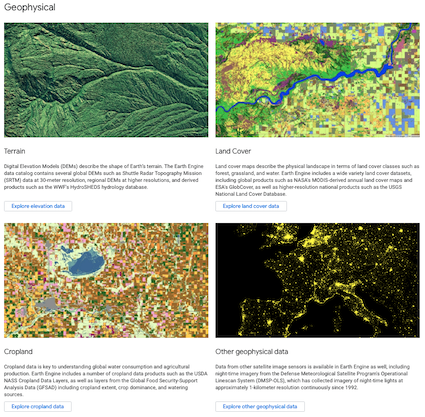 Geophysical
Terrain
Digital Elevation Models (DEMs) describe the shape of Earth's terrain. The Earth Engine
data catalog contains several global DEMs such as Shuttle Radar Topography Mission
(SRTM) data at 30-meter resolution, regional DEMs at higher resolutions, and derived
products such as the WWF's HydroSHEDS hydrology database.
Explore elevation data
Land Cover
Land cover maps describe the physical landscape in terms of land cover classes such as
forest, grassland, and water. Earth Engine includes a wide variety land cover datasets,
including global products such as NASA's MODIS-derived annual land cover maps and
ESA's GlobCover, as well as higher-resolution national products such as the USGS
National Land Cover Database.
Explore land cover data
Cropland
Cropland data is key to understanding global water consumption and agricultural
production. Earth Engine includes a number of cropland data products such as the USDA
NASS Cropland Data Layers, as well as layers from the Global Food Security-Support
Analysis Data (GFSAD) including cropland extent, crop dominance, and watering
sources.
Explore cropland data
Other geophysical data
Data from other satellite image sensors is available in Earth Engine as well, including
night-time imagery from the Defense Meteorological Satellite Program's Operational
Linescan System (DMSP-OLS), which has collected imagery of night-time lights at
approximately 1-kilometer resolution continuously since 1992.
Explore other geophysical data